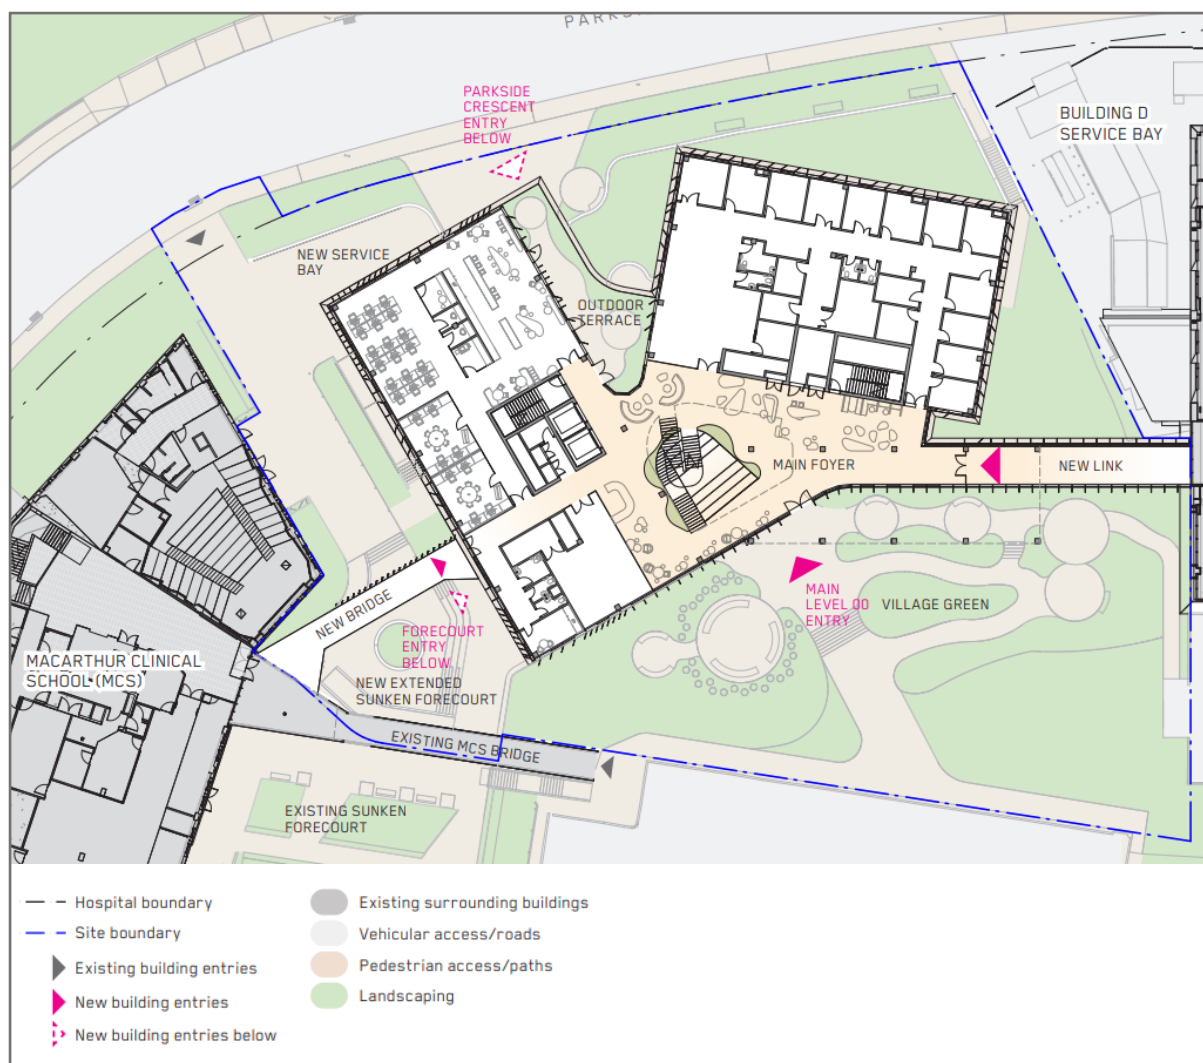 PARKS
PARKSIDE
CRESCENT
ENTRY
BELOW
BUILDING D
SERVICE BAY
NEW SERVICE
BAY
OUTDOOR
TERRACE
MAIN FOYER
NEW LINK
NEW BRIDGE
FORECOURT
ENTRY
BELOW
MAIN
LEVEL 00
ENTRY
VILLAGE GREEN
MACARTHUR CLINICAL
SCHOOL (MCS)
NEW EXTENDED
SUNKEN FORECOURT
EXISTING MCS BRIDGE
EXISTING SUNKEN
FORECOURT
Hospital boundary
Site boundary
Existing building entries
New building entries
New building entries below
Existing surrounding buildings
Vehicular access/roads
Pedestrian access/paths
Landscaping